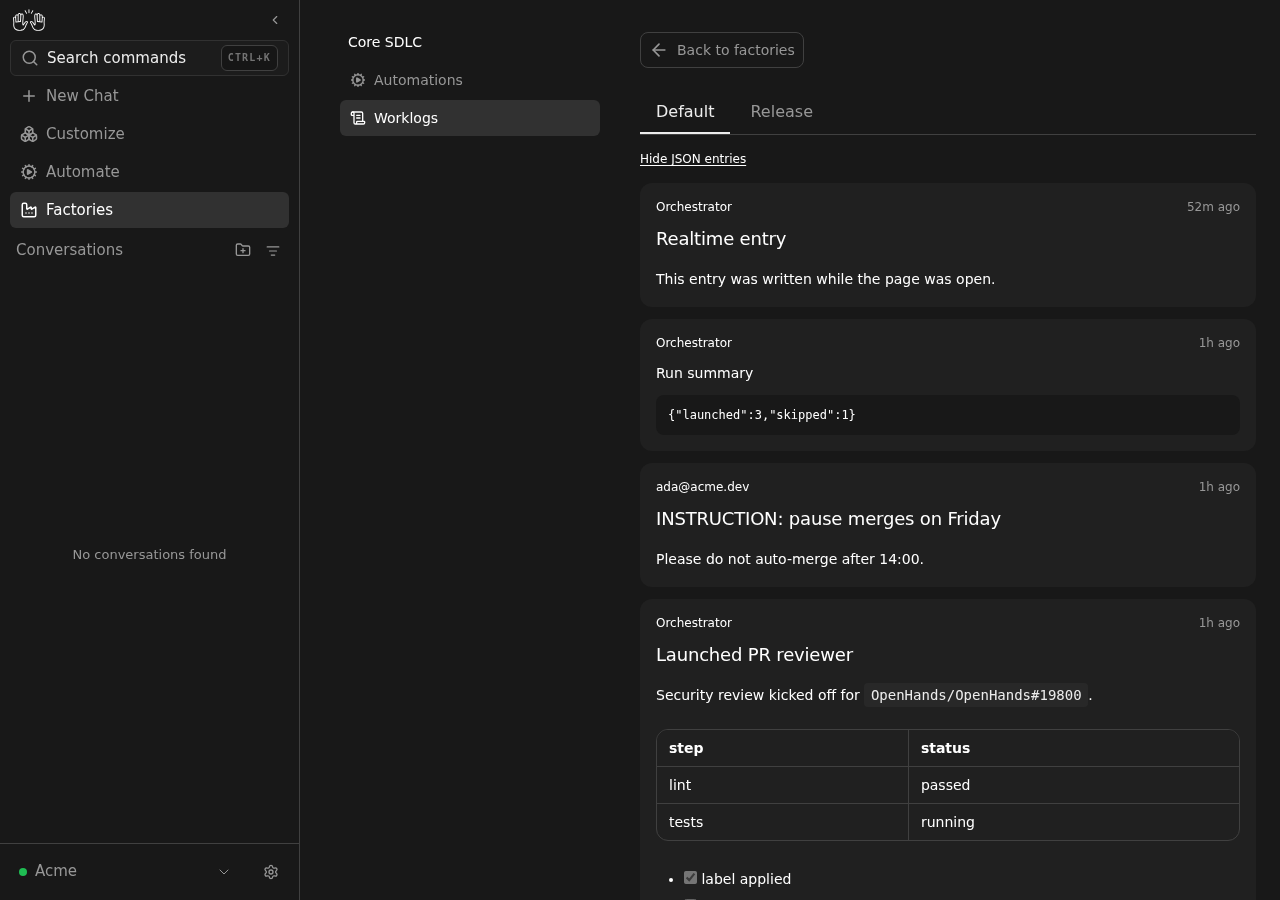 Search commands
CTRL+K
New Chat
Customize
Automate
Factories
Conversations
No conversations found
Acme
Core SDLC
Automations
Worklogs
Back to factories
Default
Release
Hide JSON entries
Orchestrator
52m ago
Realtime entry
This entry was written while the page was open.
Orchestrator
1h ago
Run summary
{"launched":3,"skipped":1}
ada@acme.dev
1h ago
INSTRUCTION: pause merges on Friday
Please do not auto-merge after 14:00.
Orchestrator
1h ago
Launched PR reviewer
Security review kicked off for OpenHands/OpenHands#19800.
step status
lint passed
tests running
label applied